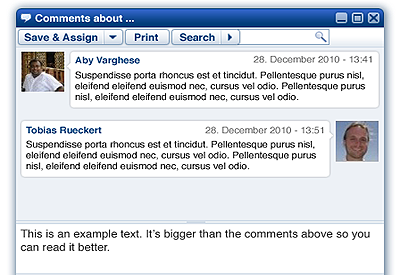 Comments about ...
Save & Assign Print Search
Aby Varghese 28. December 2010 - 13:41
Suspendisse porta rhoncus est et tincidut. Pellentesque purus nisl,
eleifend eleifend euismod nec, cursus vel odio. Pellentesque purus nisl,
eleifend eleifend euismod nec, cursus vel odio.
Tobias Rueckert 28. December 2010 - 13:51
Suspendisse porta rhoncus est et tincidut. Pellentesque purus nisl,
eleifend eleifend euismod nec, cursus vel odio. Pellentesque purus nisl,
eleifend eleifend euismod nec, cursus vel odio.
This is an example text. It's bigger than the comments above so you
can read it better.